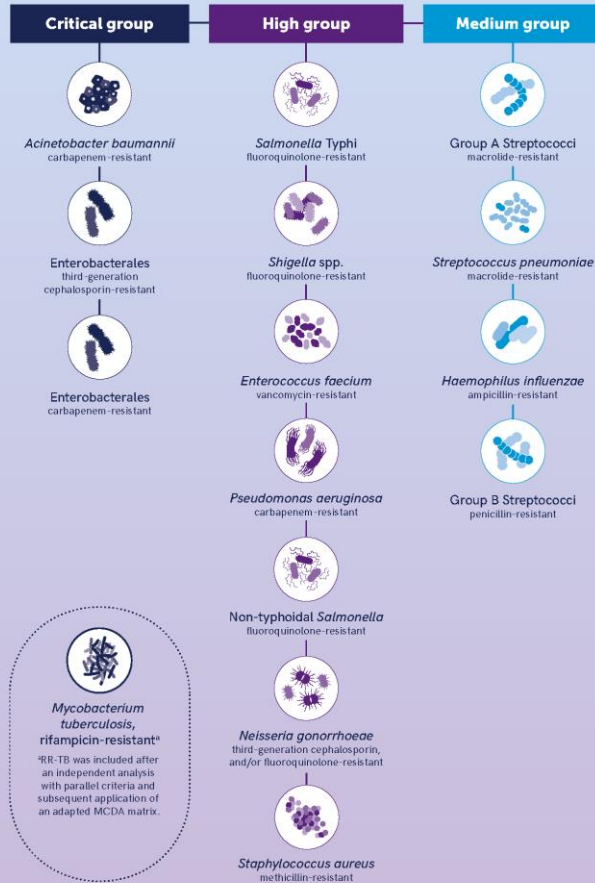 Critical group
High group
Medium group
Acinetobacter baumannii
carbapenem-resistant
Enterobacterales
third-generation
cephalosporin-resistant
Enterobacterales
carbapenem-resistant
Mycobacterium
tuberculosis,
rifampicin-resistantª
ªRR-TB was included after
an independent analysis
with parallel criteria and
subsequent application of
an adapted MCDA matrix.
Salmonella Typhi
fluoroquinolone-resistant
Shigella spp.
fluoroquinolone-resistant
Enterococcus faecium
vancomycin-resistant
Pseudomonas aeruginosa
carbapenem-resistant
Non-typhoidal Salmonella
fluoroquinolone-resistant
Neisseria gonorrhoeae
third-generation cephalosporin,
and/or fluoroquinolone-resistant
Staphylococcus aureus
methicillin-resistant
Group A Streptococci
macrolide-resistant
Streptococcus pneumoniae
macrolide-resistant
Haemophilus influenzae
ampicillin-resistant
Group B Streptococci
penicillin-resistant